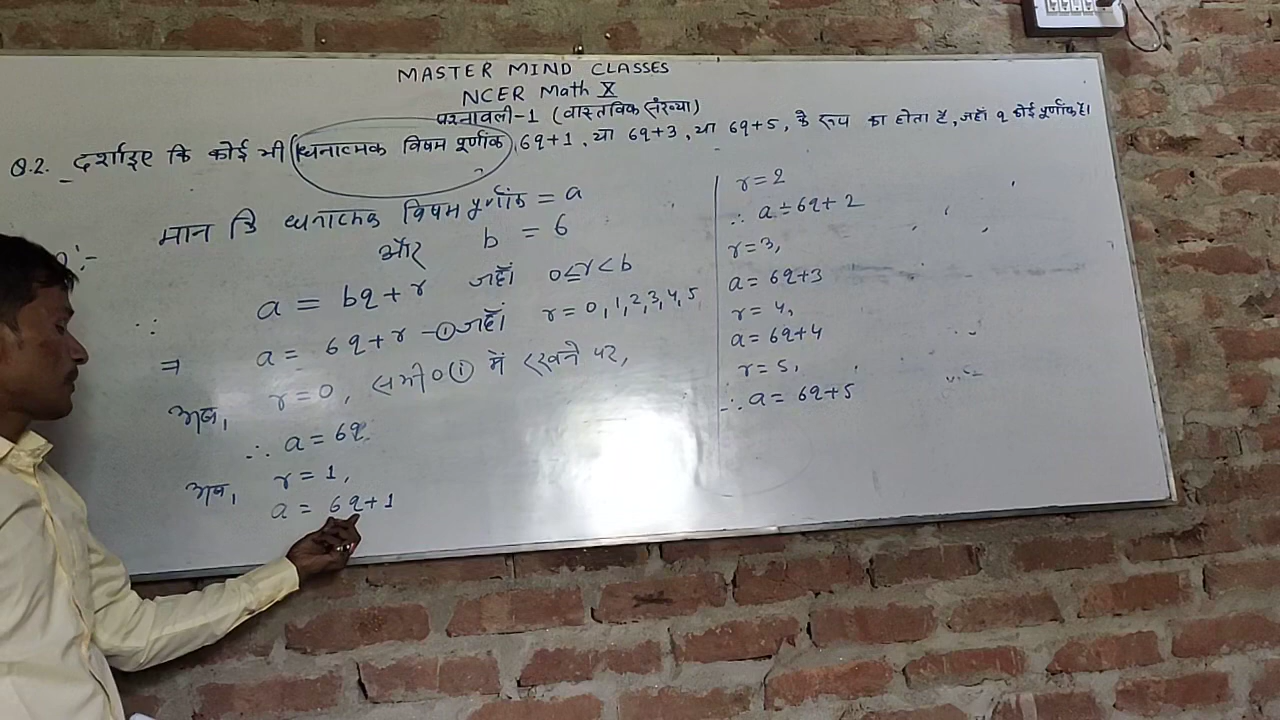 MASTER MIND CLASSES
NCER Math X
प्रश्नावली-1 (वास्तविक संख्या)
Q.2. दर्शाइए कि कोई भी धनात्मक विषम पूर्णांक 6q+1, या 6q+3, या 6q+5, के रूप का होता है, जहाँ q कोई पूर्णांक है।
मान कि धनात्मक विषम पूर्णांक = a
और b = 6
∴ a = bq + r जहाँ 0≤r<b
⇒ a = 6q + r -① जहाँ r = 0, 1, 2, 3, 4, 5
अब, r = 0, समी० ① में रखने पर,
∴ a = 6q
अब, r = 1,
a = 6q+1
r = 2
∴ a = 6q+2
r = 3,
a = 6q+3
r = 4,
a = 6q+4
r = 5,
∴ a = 6q+5